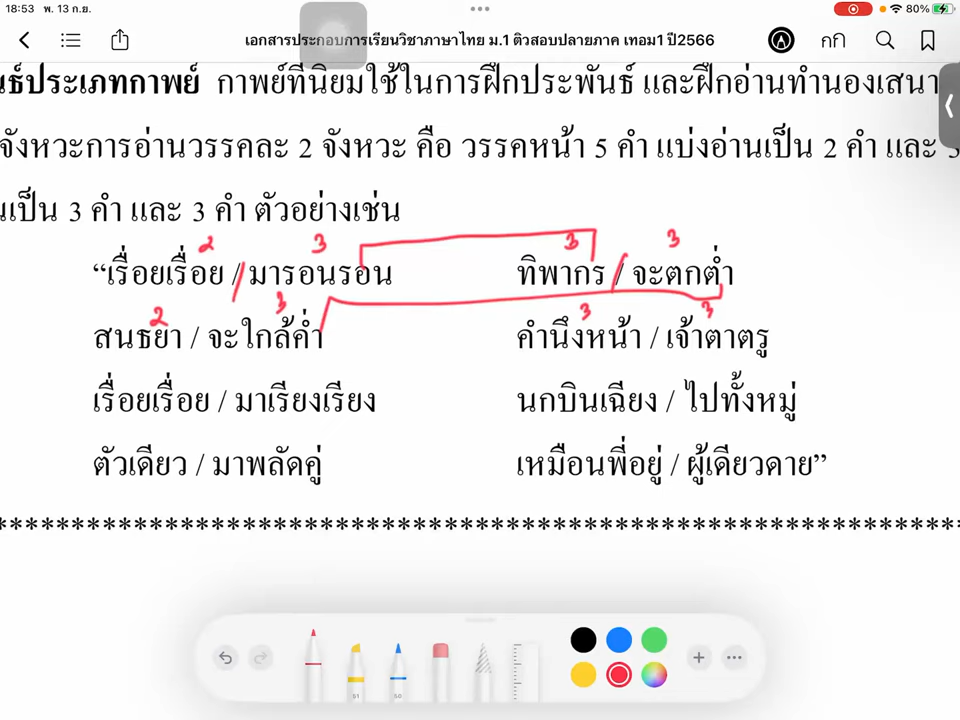 18:53 พ. 13 ก.ย. 80%
เอกสารประกอบการเรียนวิชาภาษาไทย ม.1 ติวสอบปลายภาค เทอม1 ปี2566 กกิ
ประเภทกาพย์ กาพย์ที่นิยมใช้ในการฝึกประพันธ์ และฝึกอ่านทำนองเสนา
จังหวะการอ่านวรรคละ 2 จังหวะ คือ วรรคหน้า 5 คำ แบ่งอ่านเป็น 2 คำ และ 3
เป็น 3 คำ และ 3 คำ ตัวอย่างเช่น
2 3 3 3
“เรื่อยเรื่อย / มารอนรอน ทิพากร / จะตกต่ำ
2 3 3 3
สนธยา / จะใกล้ค่ำ คำนึงหน้า / เจ้าตาตรู
เรื่อยเรื่อย / มาเรียงเรียง นกบินเฉียง / ไปทั้งหมู่
ตัวเดียว / มาพลัดคู่ เหมือนพี่อยู่ / ผู้เดียวดาย”
51 50